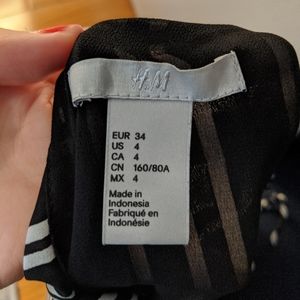 H&M
EUR 34
US 4
CA 4
CN 160/80A
MX 4
Made in
Indonesia
Fabriqué en
Indonésie